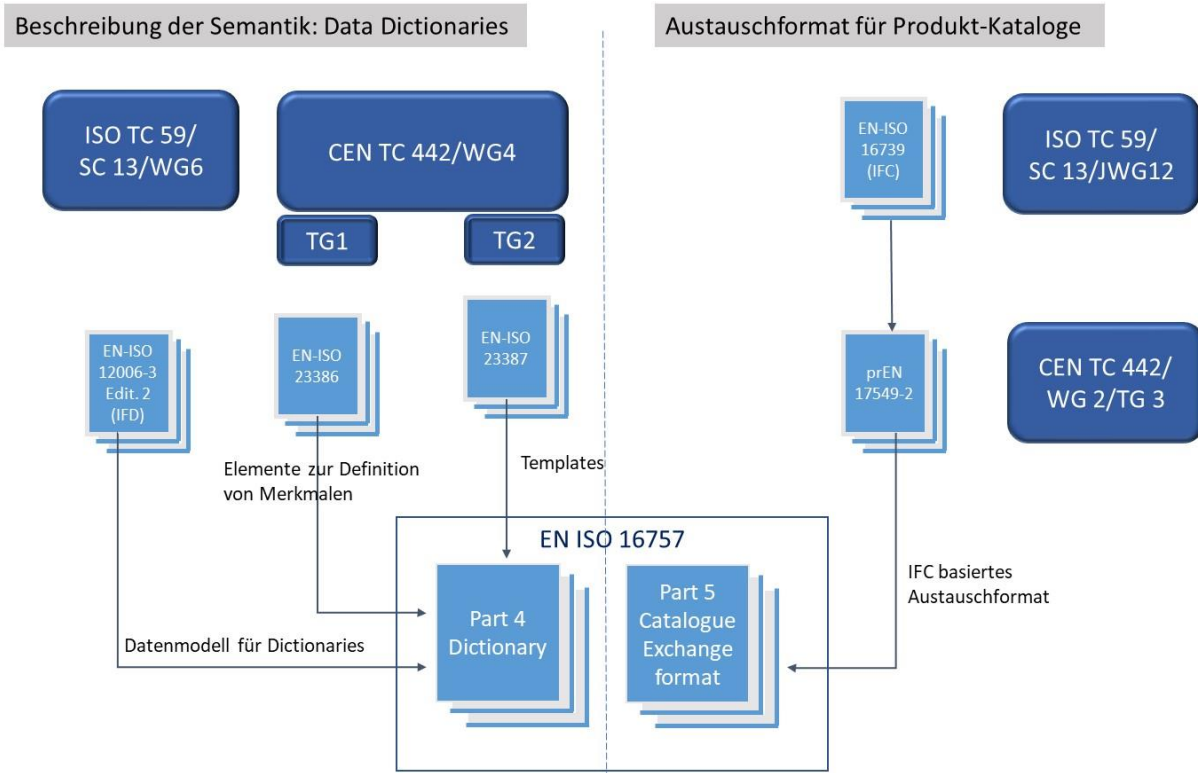 Beschreibung der Semantik: Data Dictionaries
Austauschformat für Produkt-Kataloge
ISO TC 59/
SC 13/WG6
CEN TC 442/WG4
TG1
TG2
EN-ISO
16739
(IFC)
ISO TC 59/
SC 13/JWG12
EN-ISO
12006-3
Edit. 2
(IFD)
EN-ISO
23386
EN-ISO
23387
prEN
17549-2
CEN TC 442/
WG 2/TG 3
Elemente zur Definition
von Merkmalen
Templates
EN ISO 16757
Part 4
Dictionary
Part 5
Catalogue
Exchange
format
IFC basiertes
Austauschformat
Datenmodell für Dictionaries